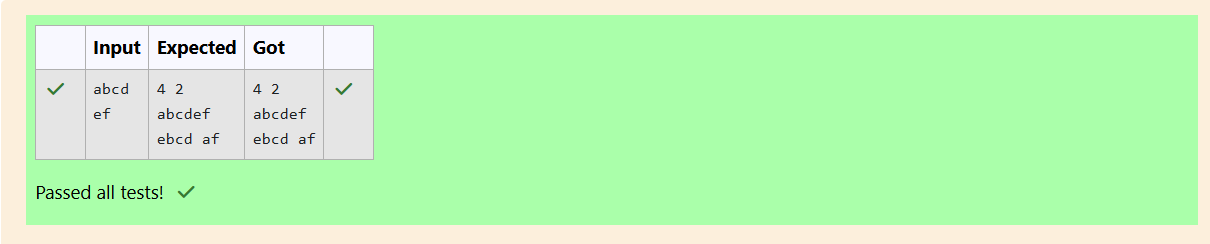 Input Expected Got
abcd 4 2 4 2
ef abcdef abcdef
ebcd af ebcd af
Passed all tests!